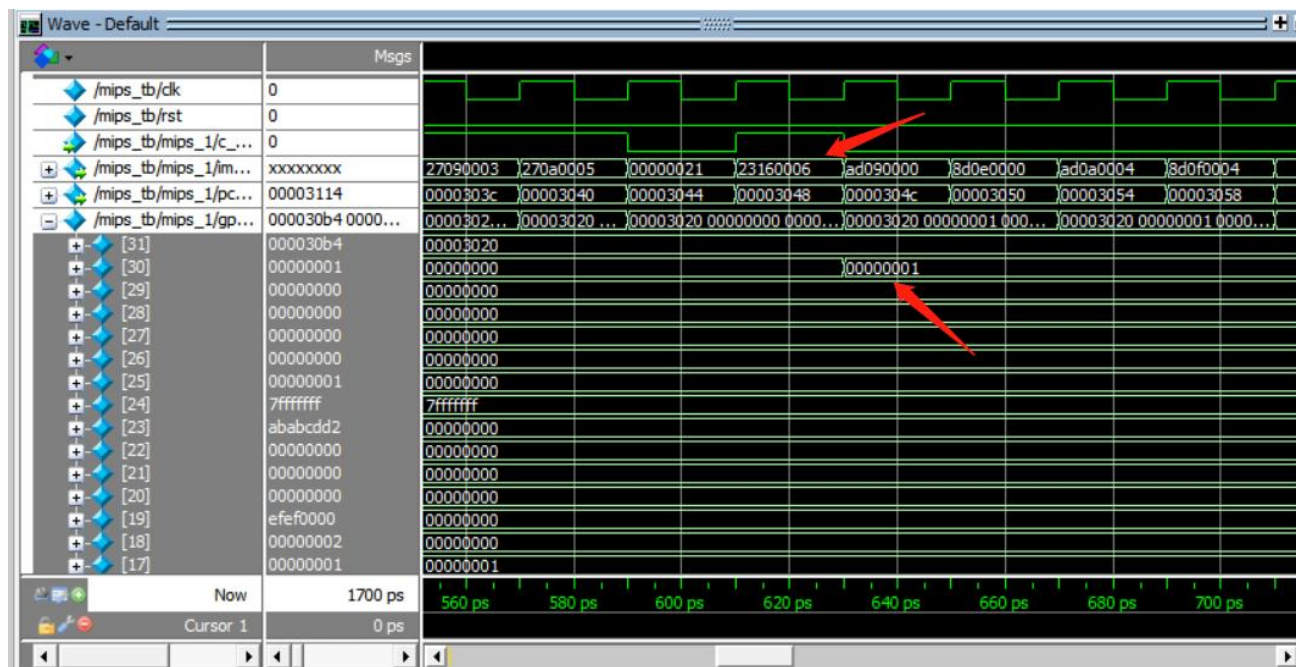 Wave - Default
Msgs
/mips_tb/clk 0
/mips_tb/rst 0
/mips_tb/mips_1/c_... 0
/mips_tb/mips_1/im... xxxxxxxx 27090003 270a0005 00000021 23160006 ad090000 8d0e0000 ad0a0004 8d0f0004
/mips_tb/mips_1/pc... 00003114 0000303c 00003040 00003044 00003048 0000304c 00003050 00003054 00003058
/mips_tb/mips_1/gp... 000030b4 0000... 0000302... 00003020 ... 00003020 00000000 0000... 00003020 00000001 000... 00003020 00000001 0000...
[31] 000030b4 00003020
[30] 00000001 00000000 00000001
[29] 00000000 00000000
[28] 00000000 00000000
[27] 00000000 00000000
[26] 00000000 00000000
[25] 00000001 00000000
[24] 7fffffff 7fffffff
[23] ababcdd2 00000000
[22] 00000000 00000000
[21] 00000000 00000000
[20] 00000000 00000000
[19] efef0000 00000000
[18] 00000002 00000000
[17] 00000001 00000001
Now 1700 ps 560 ps 580 ps 600 ps 620 ps 640 ps 660 ps 680 ps 700 ps
Cursor 1 0 ps